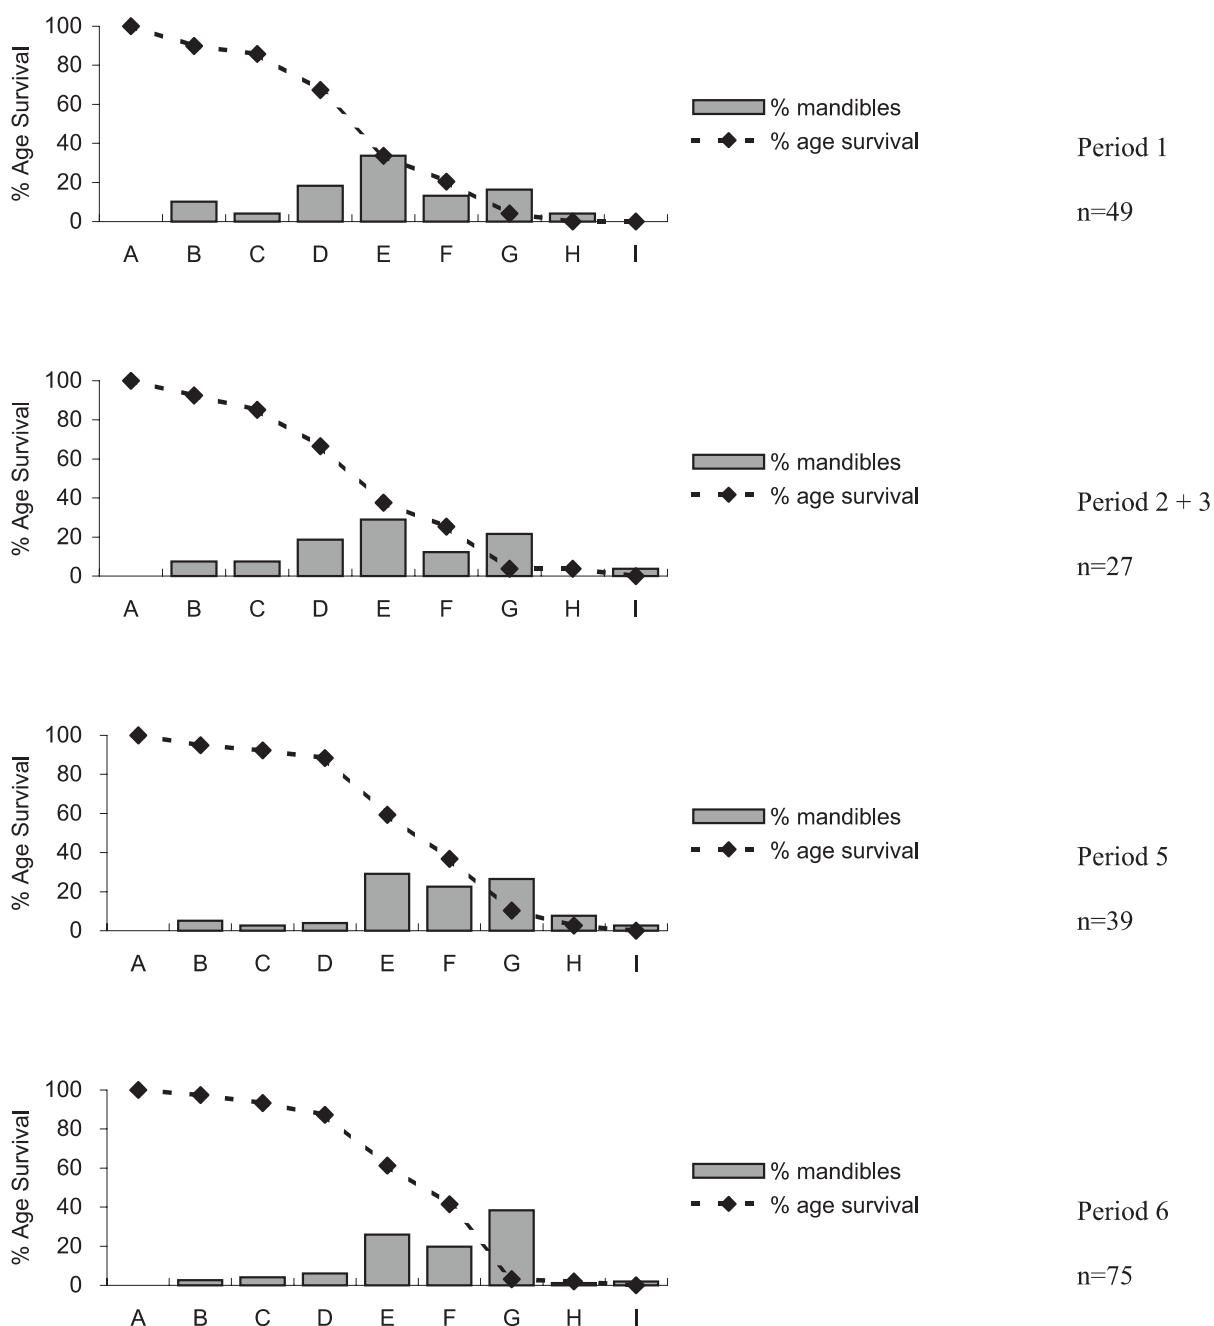 % Age Survival
100
80
60
40
20
0
A B C D E F G H I
% mandibles
% age survival
Period 1
n=49
% Age Survival
100
80
60
40
20
0
A B C D E F G H I
% mandibles
% age survival
Period 2 + 3
n=27
% Age Survival
100
80
60
40
20
0
A B C D E F G H I
% mandibles
% age survival
Period 5
n=39
% Age Survival
100
80
60
40
20
0
A B C D E F G H I
% mandibles
% age survival
Period 6
n=75